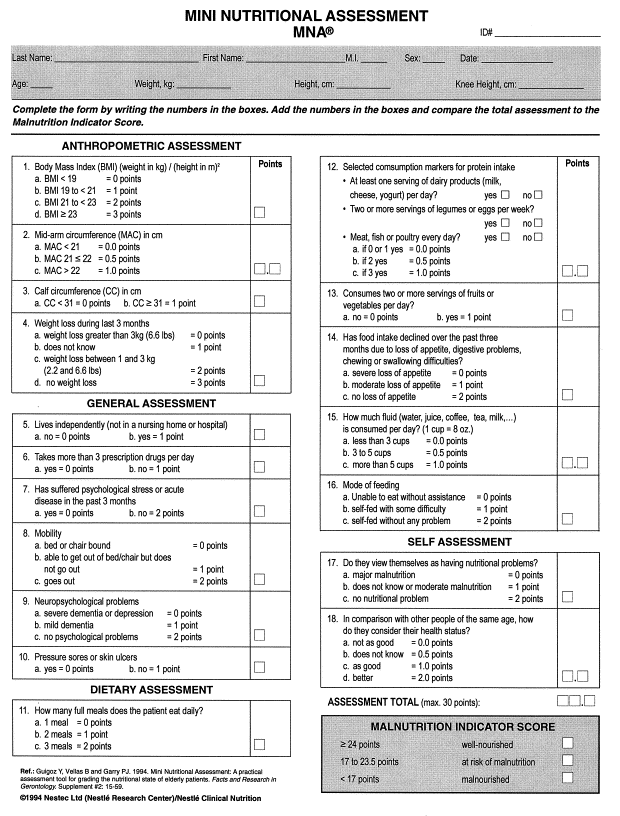 MINI NUTRITIONAL ASSESSMENT
MNA®
ID#
Last Name: First Name: M.I. Sex: Date:
Age: Weight, kg: Height, cm: Knee Height, cm:
Complete the form by writing the numbers in the boxes. Add the numbers in the boxes and compare the total assessment to the
Malnutrition Indicator Score.
ANTHROPOMETRIC ASSESSMENT
Points
1. Body Mass Index (BMI) (weight in kg) / (height in m)²
a. BMI < 19 = 0 points
b. BMI 19 to < 21 = 1 point
c. BMI 21 to < 23 = 2 points
d. BMI ≥ 23 = 3 points
2. Mid-arm circumference (MAC) in cm
a. MAC < 21 = 0.0 points
b. MAC 21 ≤ 22 = 0.5 points
c. MAC > 22 = 1.0 points
3. Calf circumference (CC) in cm
a. CC < 31 = 0 points b. CC ≥ 31 = 1 point
4. Weight loss during last 3 months
a. weight loss greater than 3kg (6.6 lbs) = 0 points
b. does not know = 1 point
c. weight loss between 1 and 3 kg
(2.2 and 6.6 lbs) = 2 points
d. no weight loss = 3 points
GENERAL ASSESSMENT
5. Lives independently (not in a nursing home or hospital)
a. no = 0 points b. yes = 1 point
6. Takes more than 3 prescription drugs per day
a. yes = 0 points b. no = 1 point
7. Has suffered psychological stress or acute
disease in the past 3 months
a. yes = 0 points b. no = 2 points
8. Mobility
a. bed or chair bound = 0 points
b. able to get out of bed/chair but does
not go out = 1 point
c. goes out = 2 points
9. Neuropsychological problems
a. severe dementia or depression = 0 points
b. mild dementia = 1 point
c. no psychological problems = 2 points
10. Pressure sores or skin ulcers
a. yes = 0 points b. no = 1 point
DIETARY ASSESSMENT
11. How many full meals does the patient eat daily?
a. 1 meal = 0 points
b. 2 meals = 1 point
c. 3 meals = 2 points
Ref.: Guigoz Y, Vellas B and Garry PJ. 1994. Mini Nutritional Assessment: A practical
assessment tool for grading the nutritional state of elderly patients. Facts and Research in
Gerontology. Supplement #2: 15-59.
©1994 Nestec Ltd (Nestlé Research Center)/Nestlé Clinical Nutrition
Points
12. Selected comsumption markers for protein intake
• At least one serving of dairy products (milk,
cheese, yogurt) per day? yes no
• Two or more servings of legumes or eggs per week?
yes no
• Meat, fish or poultry every day? yes no
a. if 0 or 1 yes = 0.0 points
b. if 2 yes = 0.5 points
c. if 3 yes = 1.0 points
13. Consumes two or more servings of fruits or
vegetables per day?
a. no = 0 points b. yes = 1 point
14. Has food intake declined over the past three
months due to loss of appetite, digestive problems,
chewing or swallowing difficulties?
a. severe loss of appetite = 0 points
b. moderate loss of appetite = 1 point
c. no loss of appetite = 2 points
15. How much fluid (water, juice, coffee, tea, milk,...)
is consumed per day? (1 cup = 8 oz.)
a. less than 3 cups = 0.0 points
b. 3 to 5 cups = 0.5 points
c. more than 5 cups = 1.0 points
16. Mode of feeding
a. Unable to eat without assistance = 0 points
b. self-fed with some difficulty = 1 point
c. self-fed without any problem = 2 points
SELF ASSESSMENT
17. Do they view themselves as having nutritional problems?
a. major malnutrition = 0 points
b. does not know or moderate malnutrition = 1 point
c. no nutritional problem = 2 points
18. In comparison with other people of the same age, how
do they consider their health status?
a. not as good = 0.0 points
b. does not know = 0.5 points
c. as good = 1.0 points
d. better = 2.0 points
ASSESSMENT TOTAL (max. 30 points):
MALNUTRITION INDICATOR SCORE
≥ 24 points well-nourished
17 to 23.5 points at risk of malnutrition
< 17 points malnourished